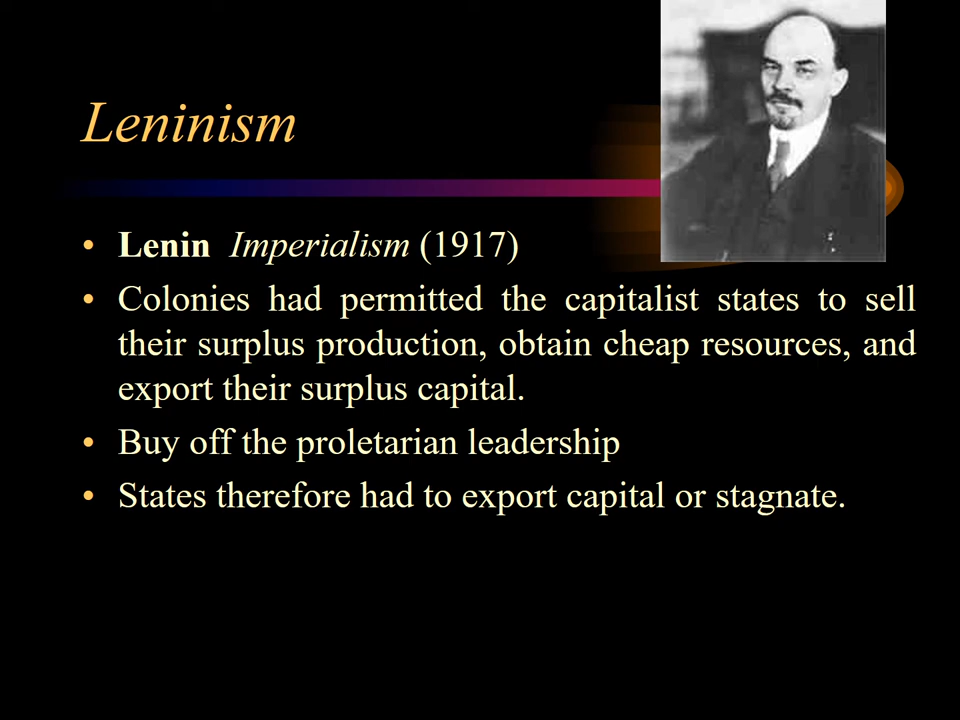 Leninism
• Lenin Imperialism (1917)
• Colonies had permitted the capitalist states to sell
their surplus production, obtain cheap resources, and
export their surplus capital.
• Buy off the proletarian leadership
• States therefore had to export capital or stagnate.